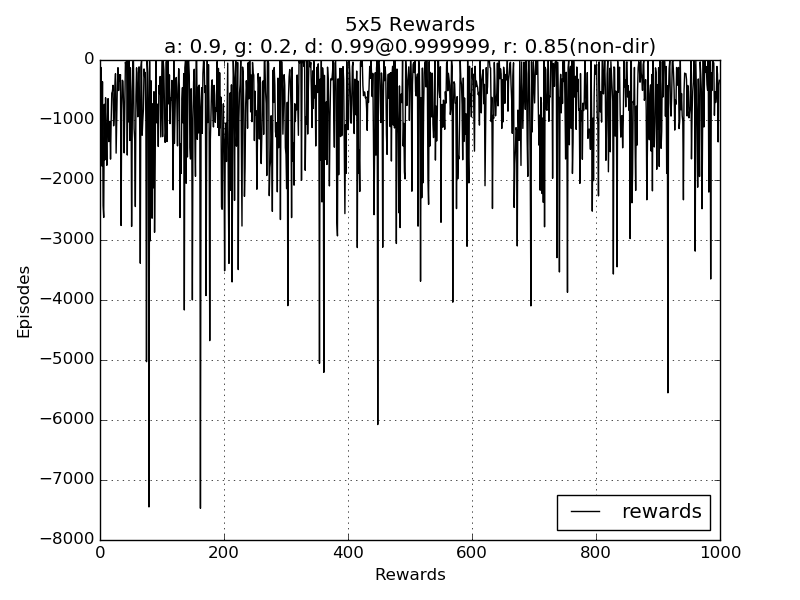 5x5 Rewards
a: 0.9, g: 0.2, d: 0.99@0.999999, r: 0.85(non-dir)
0
−1000
−2000
−3000
−4000
−5000
−6000
−7000
−8000
Episodes
rewards
0 200 400 600 800 1000
Rewards